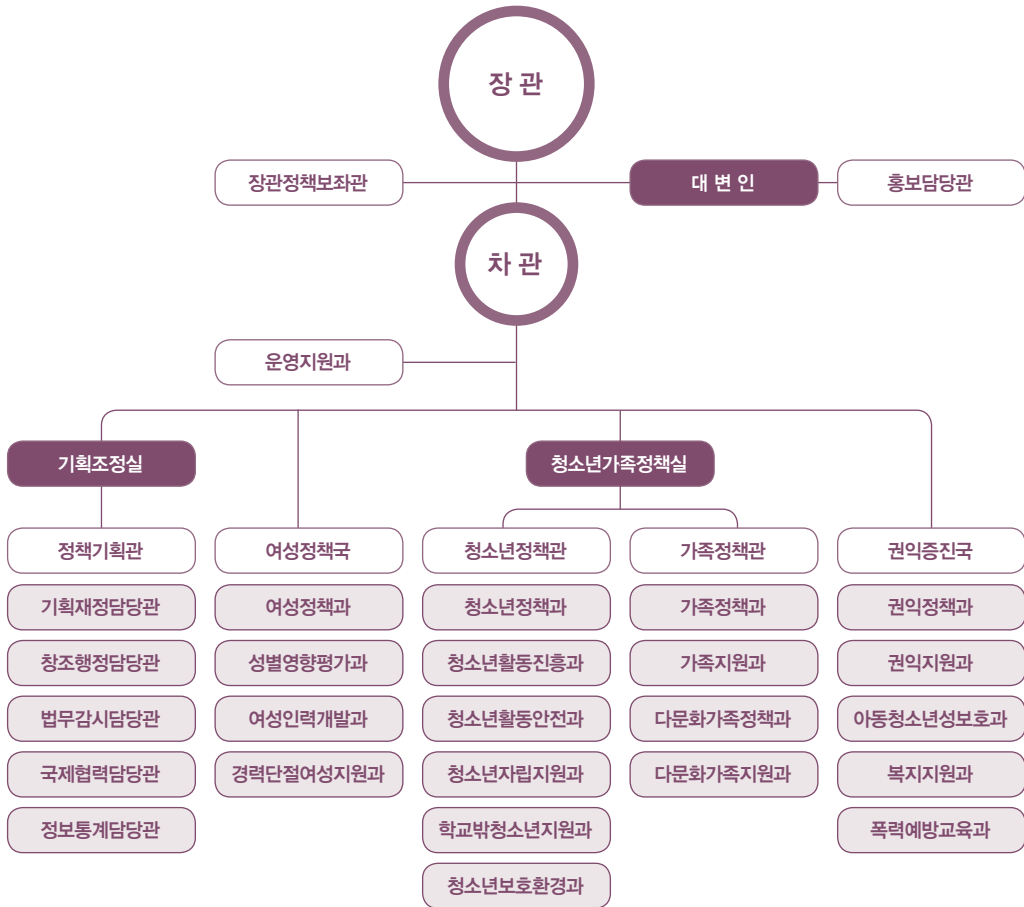 장 관
장관정책보좌관
대 변 인
홍보담당관
차 관
운영지원과
기획조정실
청소년가족정책실
정책기획관
여성정책국
청소년정책관
가족정책관
권익증진국
기획재정담당관
여성정책과
청소년정책과
가족정책과
권익정책과
창조행정담당관
성별영향평가과
청소년활동진흥과
가족지원과
권익지원과
법무감시담당관
여성인력개발과
청소년활동안전과
다문화가족정책과
아동청소년성보호과
국제협력담당관
경력단절여성지원과
청소년자립지원과
다문화가족지원과
복지지원과
정보통계담당관
학교밖청소년지원과
폭력예방교육과
청소년보호환경과